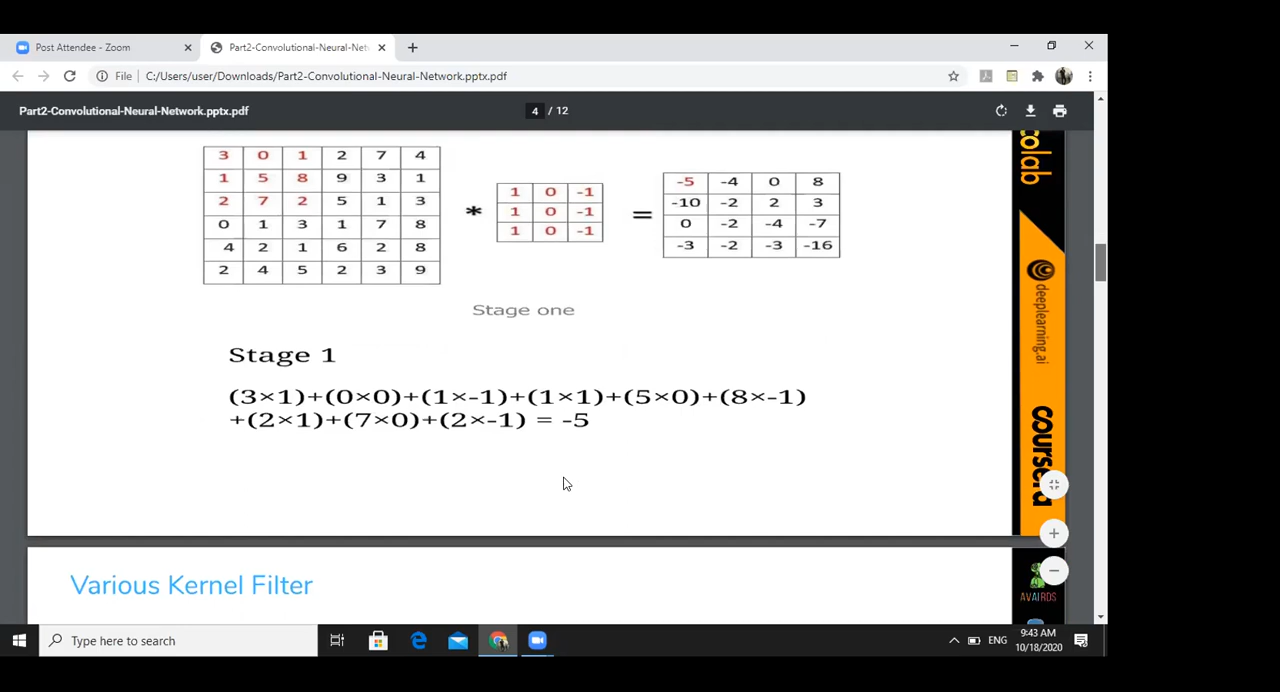 Post Attendee - Zoom
Part2-Convolutional-Neural-Net
File C:/Users/user/Downloads/Part2-Convolutional-Neural-Network.pptx.pdf
Part2-Convolutional-Neural-Network.pptx.pdf 4 / 12
3 0 1 2 7 4
1 5 8 9 3 1
2 7 2 5 1 3
0 1 3 1 7 8
4 2 1 6 2 8
2 4 5 2 3 9
*
1 0 -1
1 0 -1
1 0 -1
=
-5 -4 0 8
-10 -2 2 3
0 -2 -4 -7
-3 -2 -3 -16
Stage one
Stage 1
(3×1)+(0×0)+(1×-1)+(1×1)+(5×0)+(8×-1)
+(2×1)+(7×0)+(2×-1) = -5
colab
deeplearning.ai
coursera
Various Kernel Filter
AVAIRDS
Type here to search
ENG
9:43 AM
10/18/2020